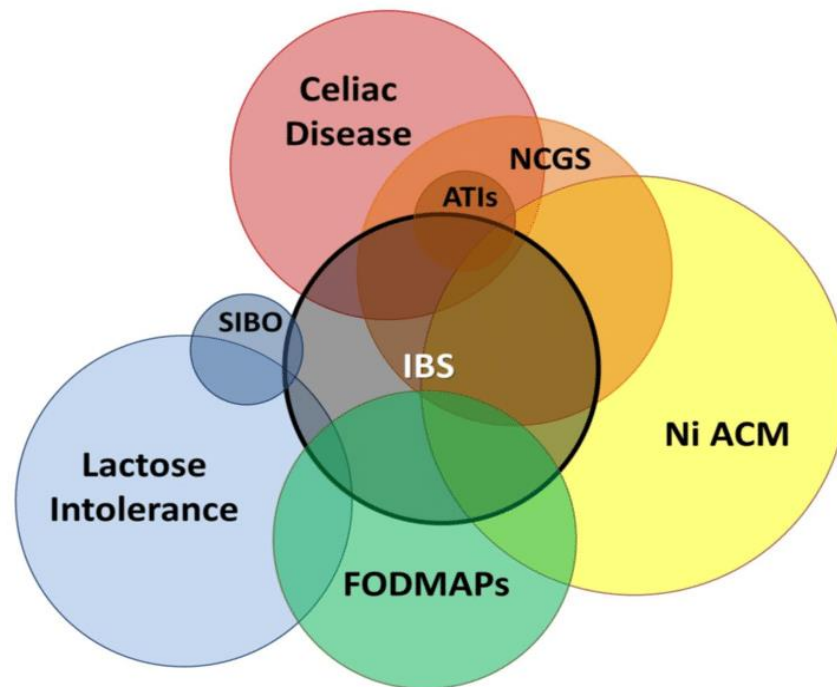 Celiac
Disease
NCGS
ATIs
SIBO
IBS
Ni ACM
Lactose
Intolerance
FODMAPs